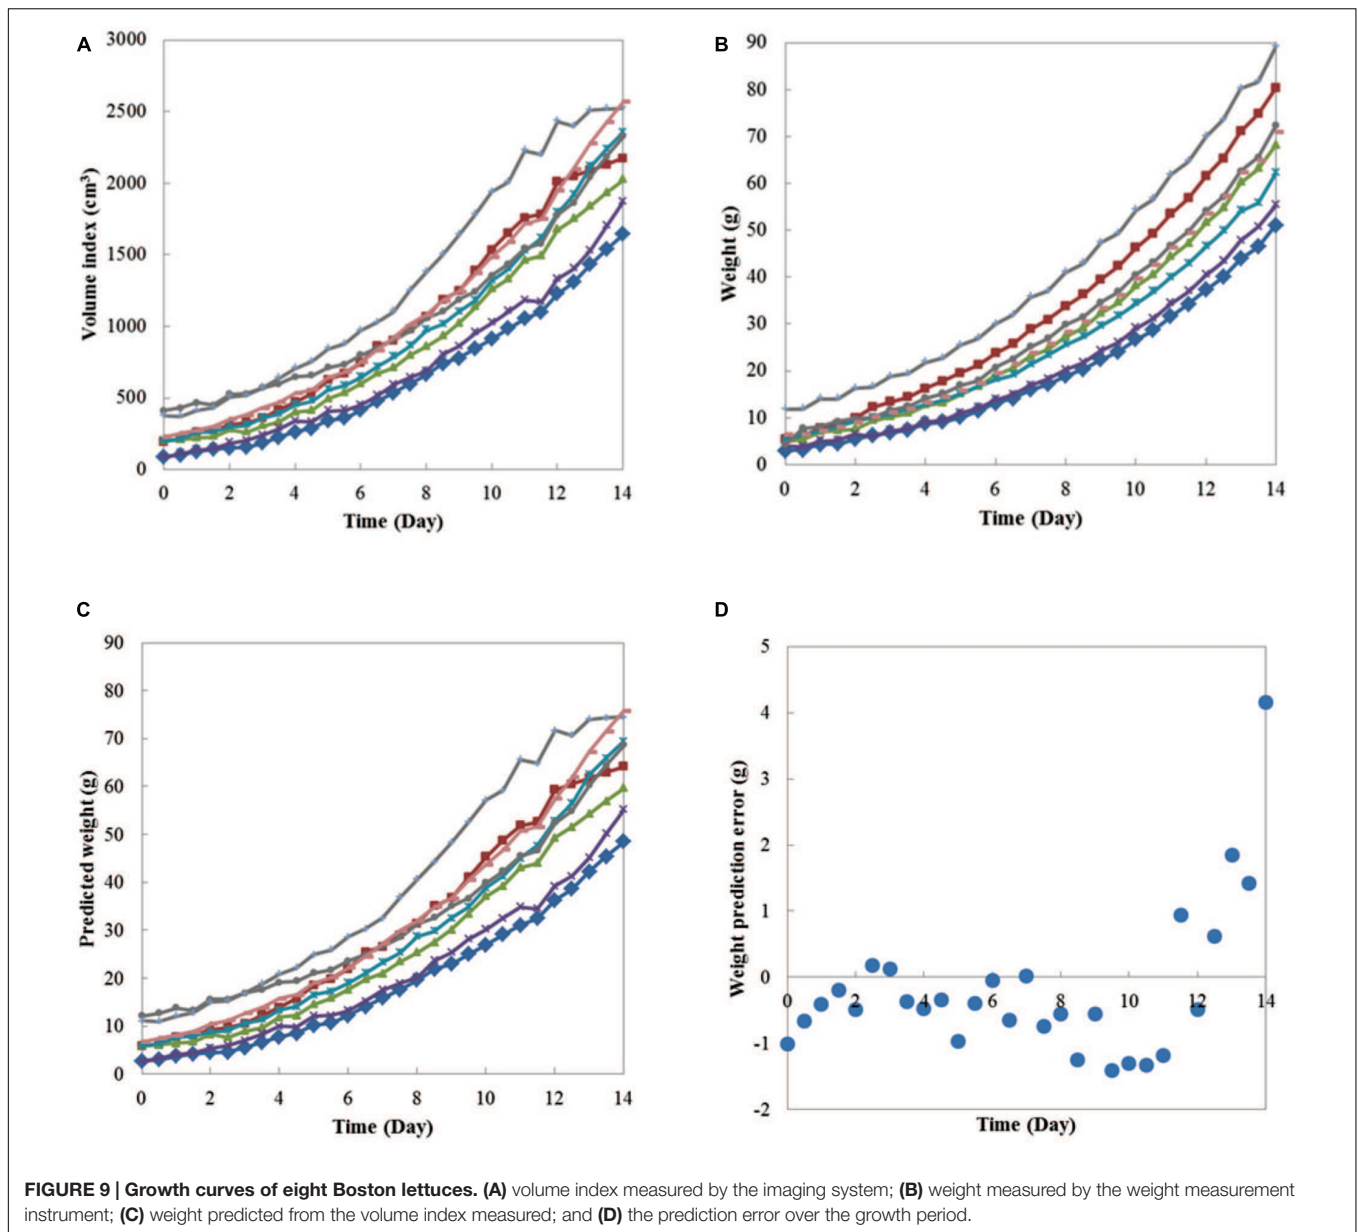 A
3000
2500
2000
1500
1000
500
0
Volume index (cm³)
0 2 4 6 8 10 12 14
Time (Day)
B
90
80
70
60
50
40
30
20
10
0
Weight (g)
0 2 4 6 8 10 12 14
Time (Day)
C
90
80
70
60
50
40
30
20
10
0
Predicted weight (g)
0 2 4 6 8 10 12 14
Time (Day)
D
5
4
3
2
1
0
-1
-2
Weight prediction error (g)
0 2 4 6 8 10 12 14
Time (Day)
FIGURE 9 | Growth curves of eight Boston lettuces. (A) volume index measured by the imaging system; (B) weight measured by the weight measurement
instrument; (C) weight predicted from the volume index measured; and (D) the prediction error over the growth period.